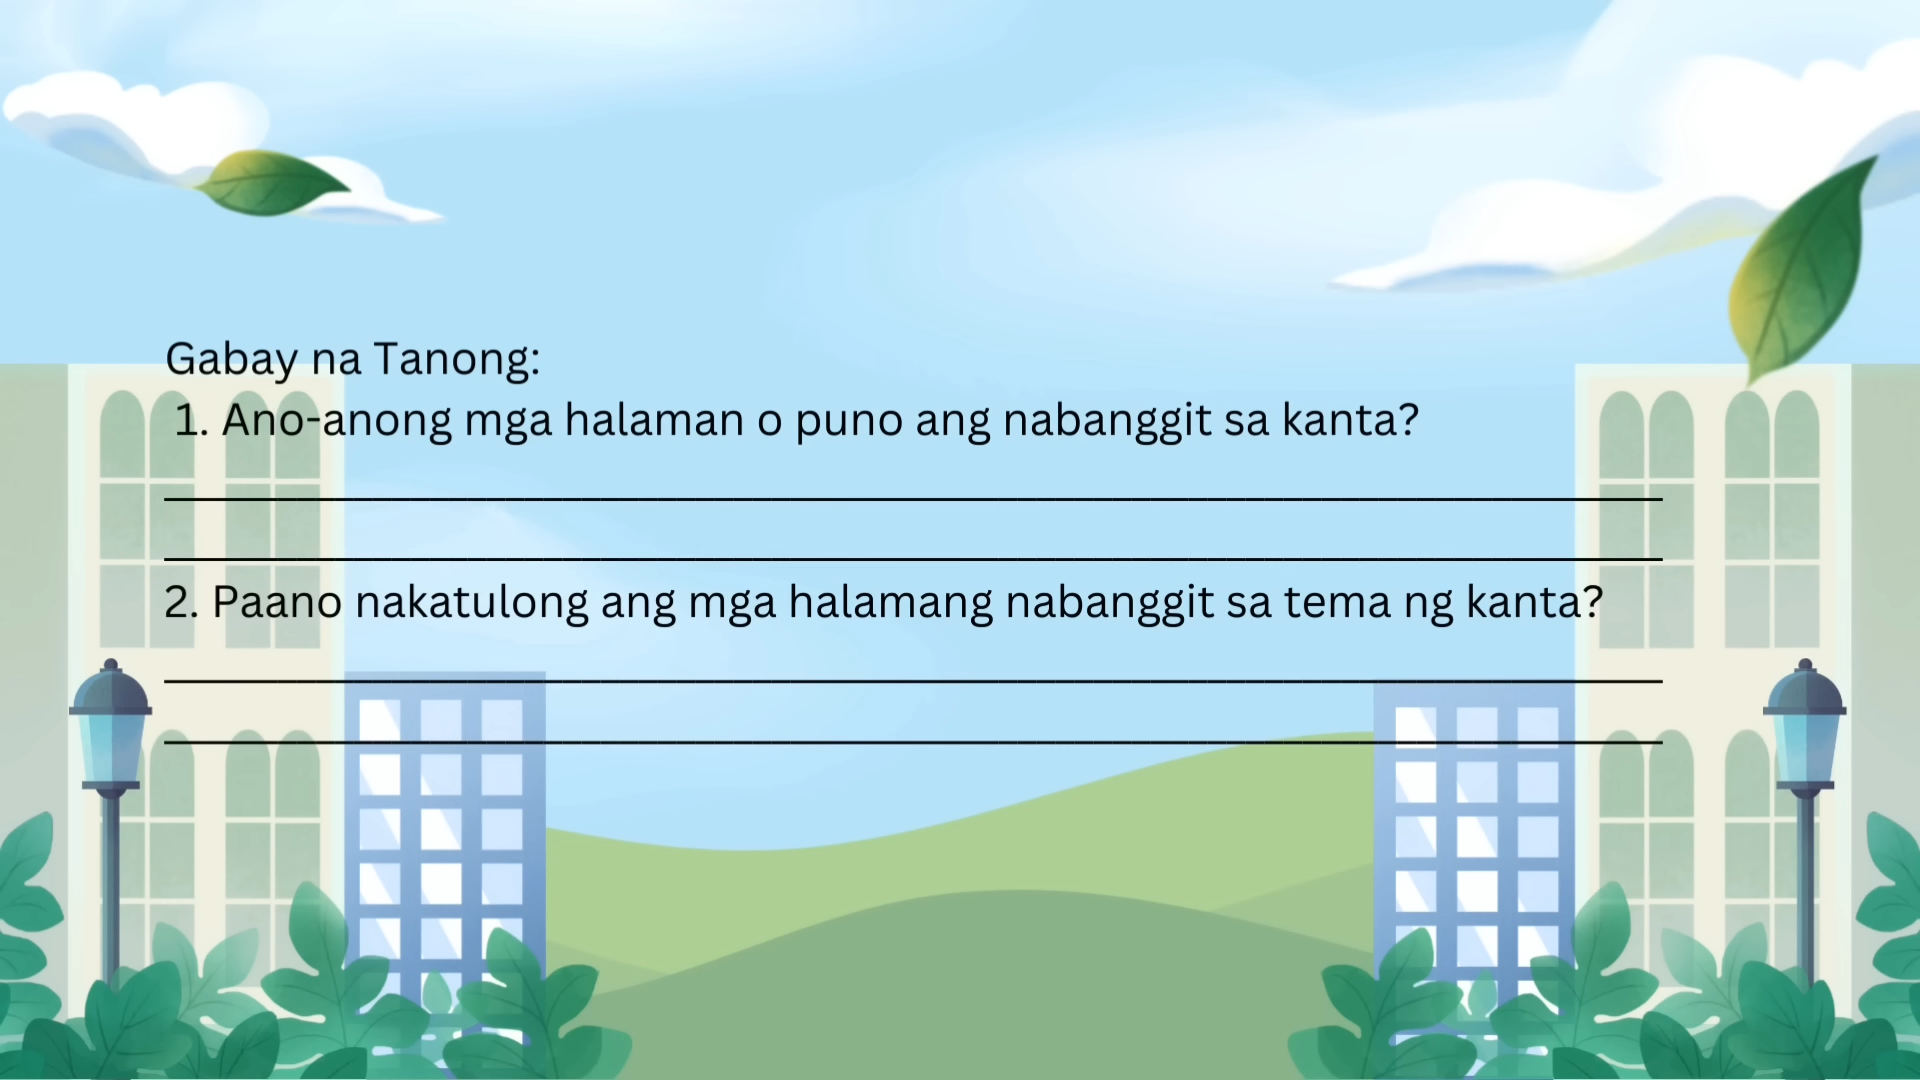 Gabay na Tanong:
1. Ano-anong mga halaman o puno ang nabanggit sa kanta?
2. Paano nakatulong ang mga halamang nabanggit sa tema ng kanta?